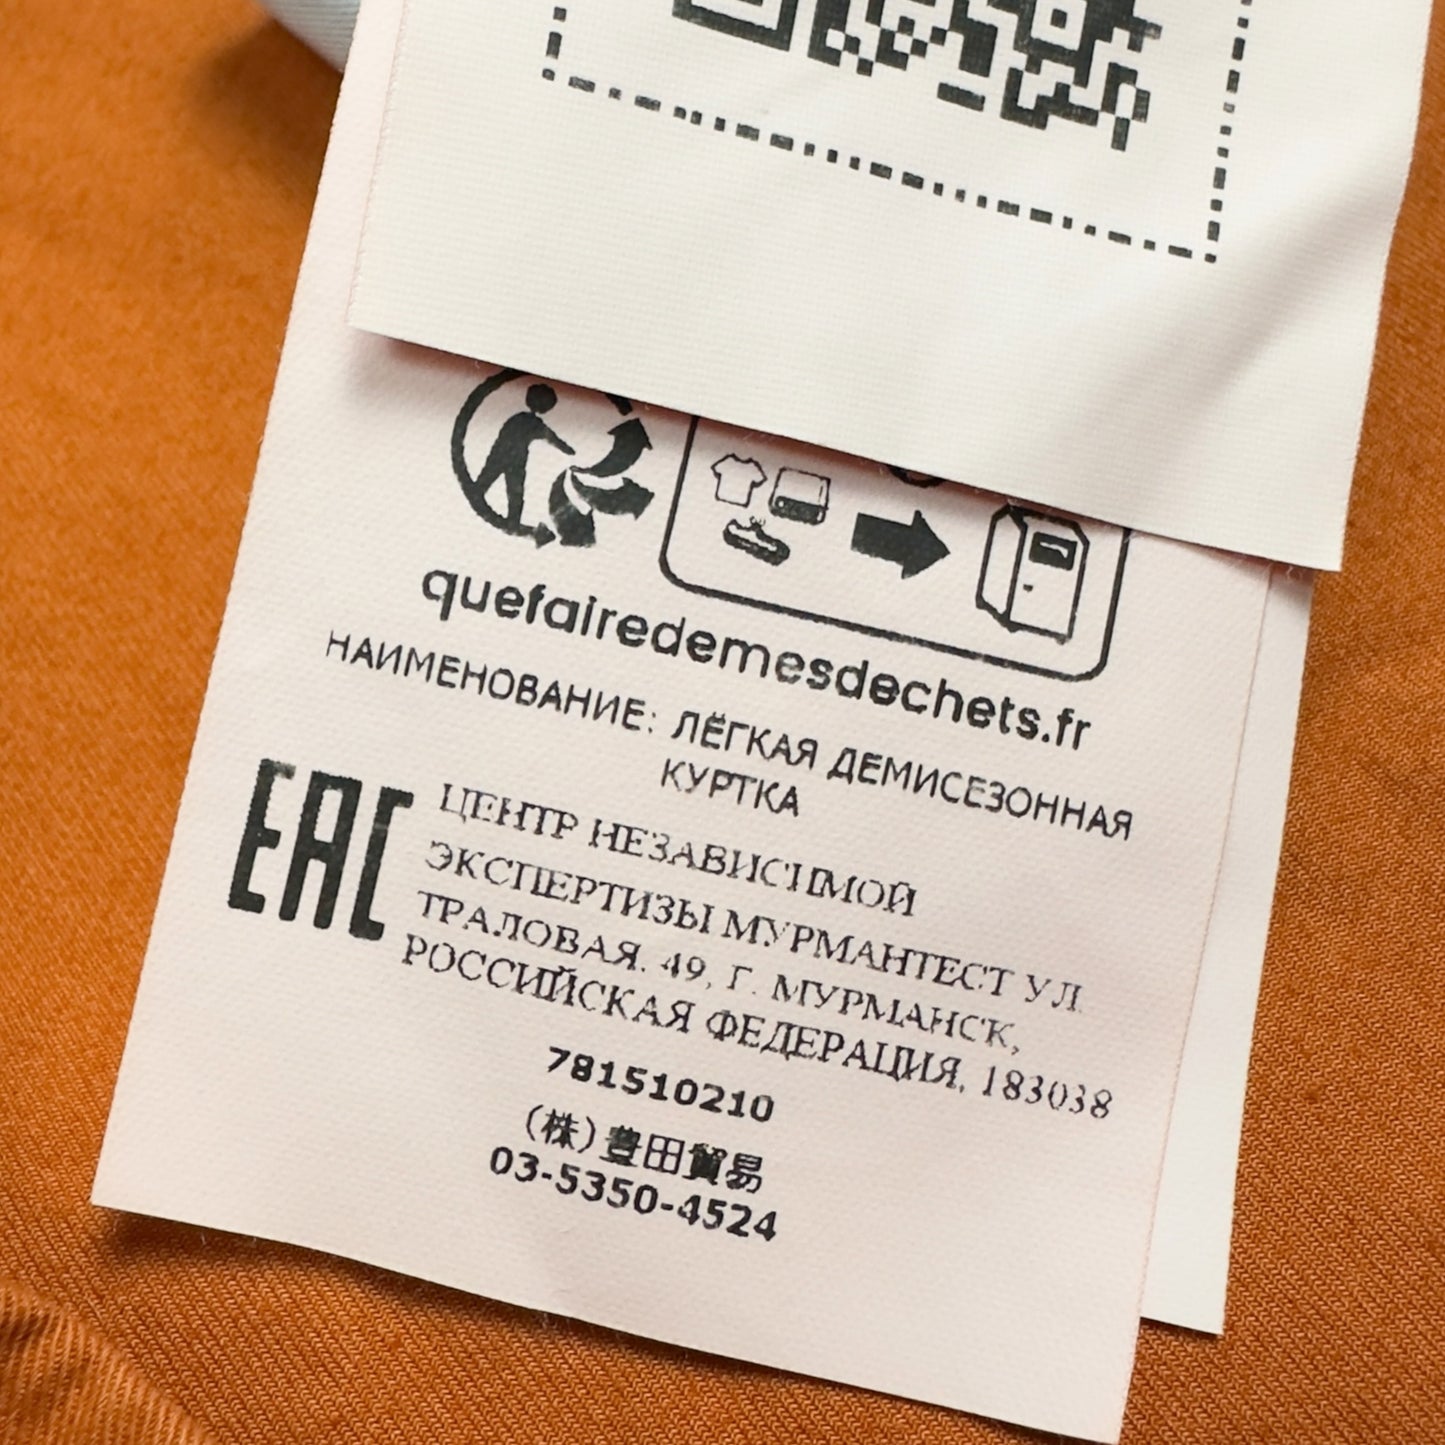 quefairedemesdechets.fr
НАИМЕНОВАНИЕ: ЛЁГКАЯ ДЕМИСЕЗОННАЯ
КУРТКА
EAC
ЦЕНТР НЕЗАВИСИМОЙ
ЭКСПЕРТИЗЫ МУРМАНТЕСТ УЛ.
ТРАЛОВАЯ. 49, Г. МУРМАНСК,
РОССИЙСКАЯ ФЕДЕРАЦИЯ, 183038
781510210
(株)豊田貿易
03-5350-4524